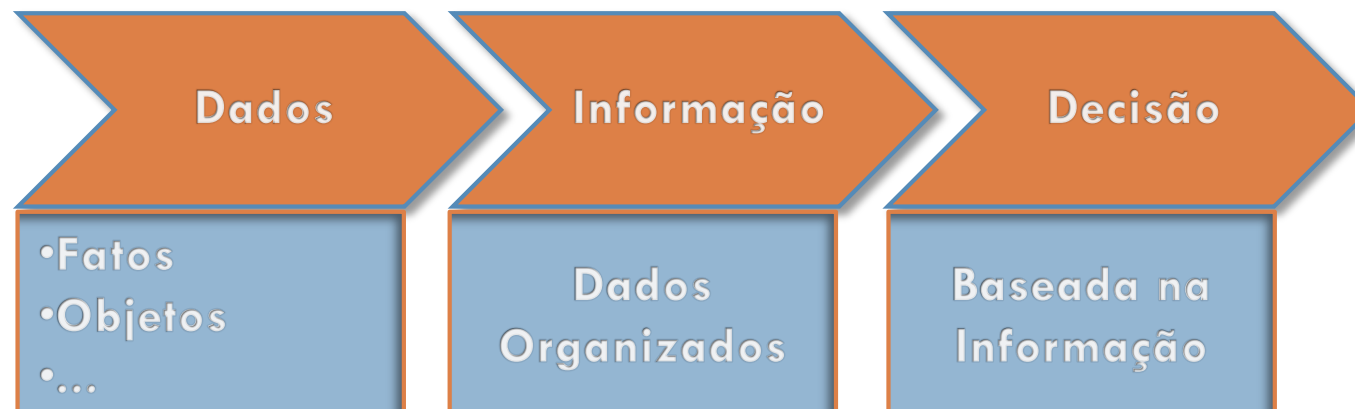 Dados
Informação
Decisão
•Fatos
•Objetos
•...
Dados
Organizados
Baseada na
Informação